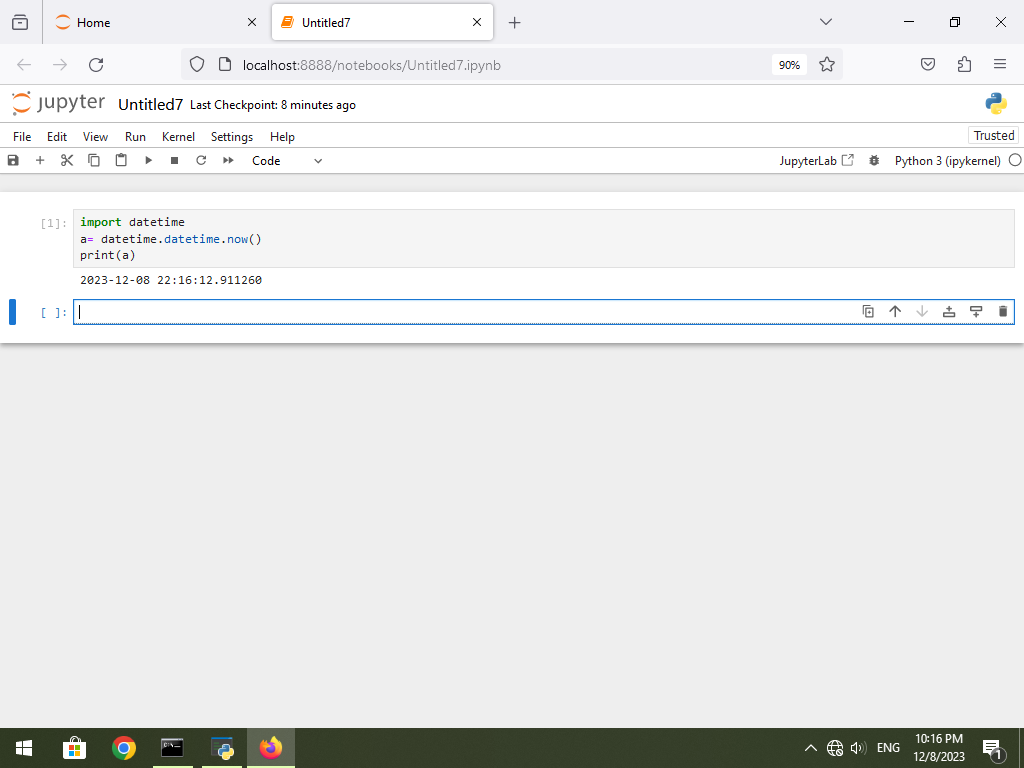 Home
Untitled7
localhost:8888/notebooks/Untitled7.ipynb
90%
jupyter
Untitled7 Last Checkpoint: 8 minutes ago
File Edit View Run Kernel Settings Help
Trusted
Code
JupyterLab
Python 3 (ipykernel)
[1]:
import datetime
a= datetime.datetime.now()
print(a)
2023-12-08 22:16:12.911260
[ ]:
ENG
10:16 PM
12/8/2023
1